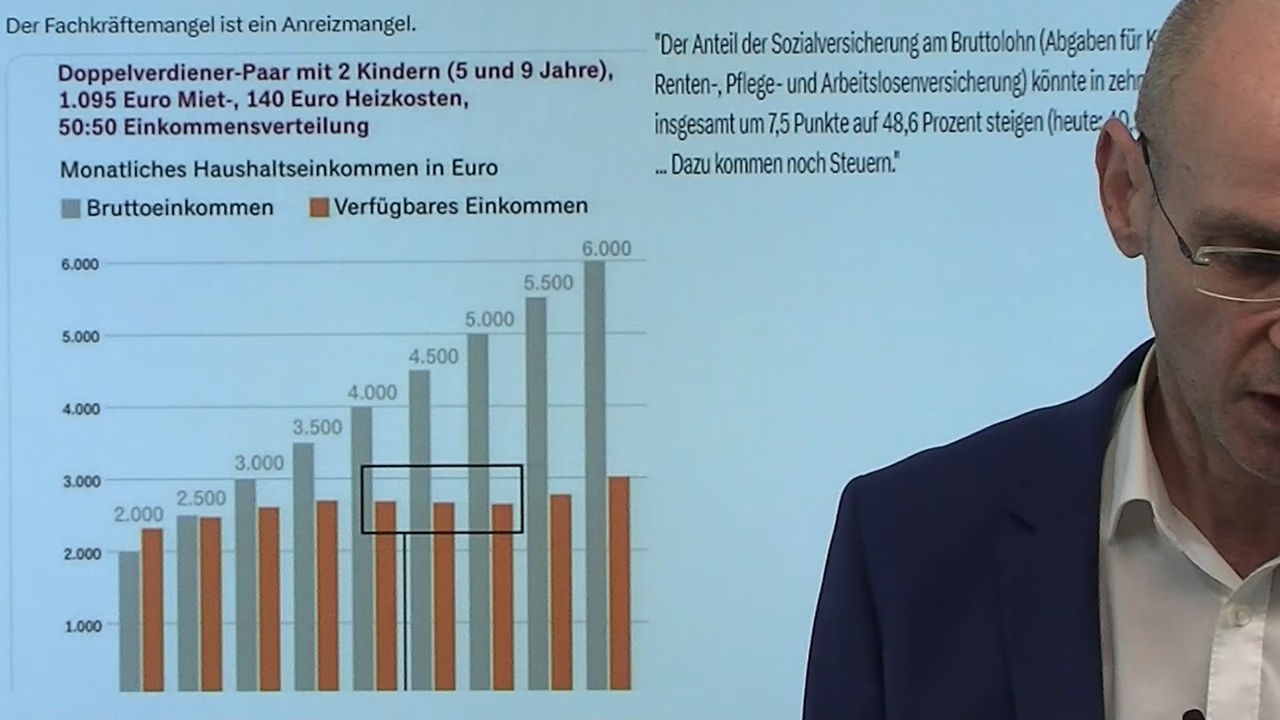 Der Fachkräftemangel ist ein Anreizmangel.
Doppelverdiener-Paar mit 2 Kindern (5 und 9 Jahre),
1.095 Euro Miet-, 140 Euro Heizkosten,
50:50 Einkommensverteilung
Monatliches Haushaltseinkommen in Euro
Bruttoeinkommen Verfügbares Einkommen
6.000
6.000
5.500
5.000
5.000
4.500
4.000
4.000
3.500
3.000
3.000
2.500
2.000
2.000
1.000
"Der Anteil der Sozialversicherung am Bruttolohn (Abgaben für
Renten-, Pflege- und Arbeitslosenversicherung) könnte in
insgesamt um 7,5 Punkte auf 48,6 Prozent steigen (heute:
... Dazu kommen noch Steuern."